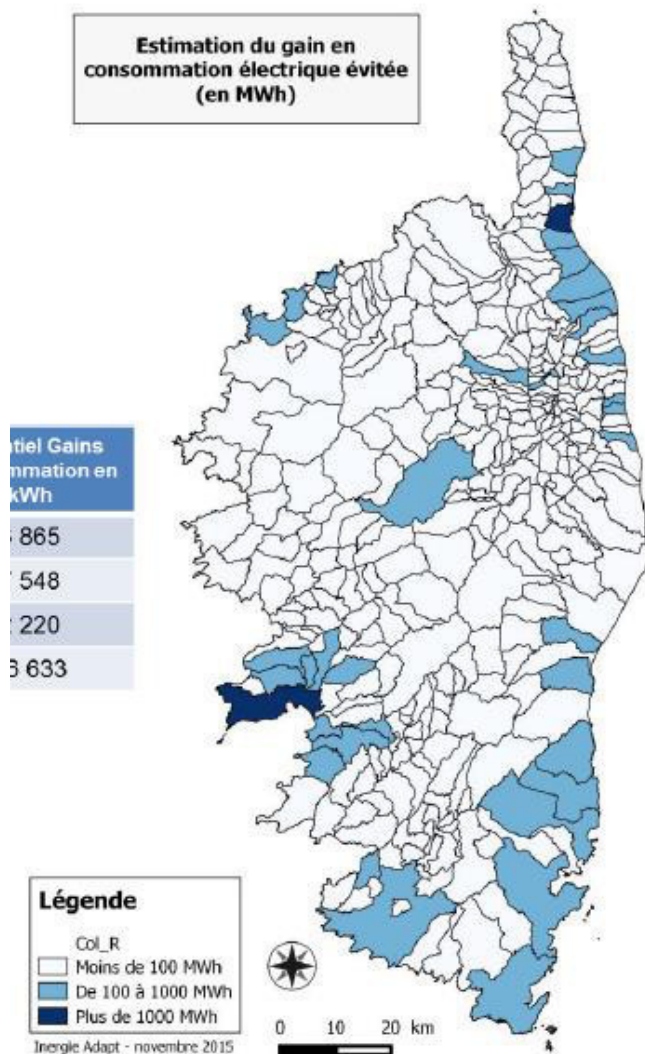 Estimation du gain en
consommation électrique évitée
(en MWh)
Gains
en
kWh
865
548
220
633
Légende
Col_R
Moins de 100 MWh
De 100 à 1000 MWh
Plus de 1000 MWh
0 10 20 km
Inergie Adapt - novembre 2015